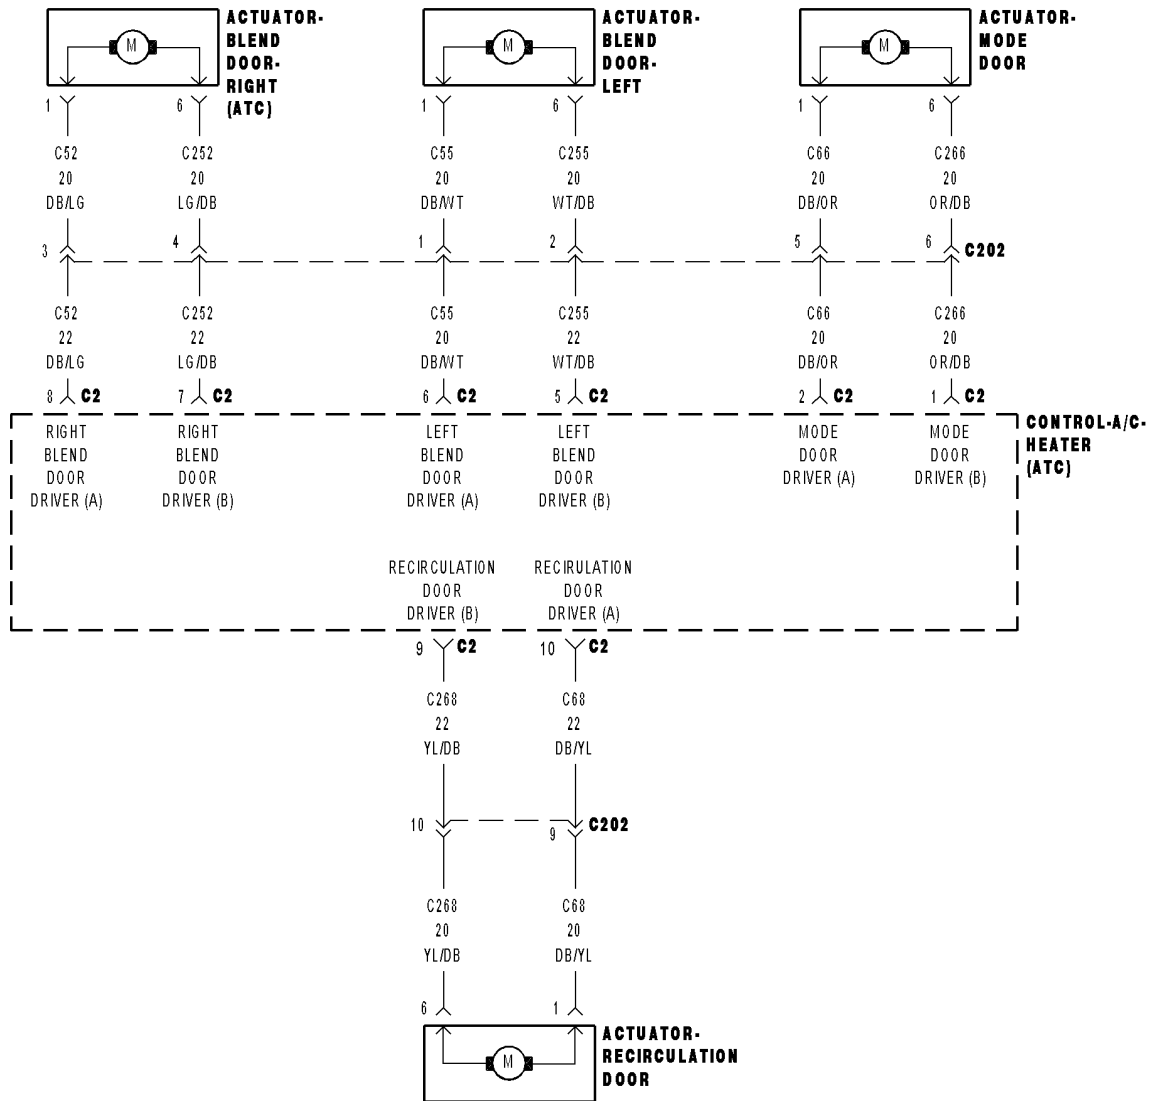 ACTUATOR-
BLEND
DOOR-
RIGHT
(ATC)
ACTUATOR-
BLEND
DOOR-
LEFT
ACTUATOR-
MODE
DOOR
M
M
M
1
6
1
6
1
6
C52
20
DB/LG
C252
20
LG/DB
C55
20
DB/WT
C255
20
WT/DB
C66
20
DB/OR
C266
20
OR/DB
3
4
1
2
5
6
C202
C52
22
DB/LG
C252
22
LG/DB
C55
20
DB/WT
C255
22
WT/DB
C66
20
DB/OR
C266
20
OR/DB
8 C2
7 C2
6 C2
5 C2
2 C2
1 C2
CONTROL-A/C-
HEATER
(ATC)
RIGHT
BLEND
DOOR
DRIVER (A)
RIGHT
BLEND
DOOR
DRIVER (B)
LEFT
BLEND
DOOR
DRIVER (A)
LEFT
BLEND
DOOR
DRIVER (B)
MODE
DOOR
DRIVER (A)
MODE
DOOR
DRIVER (B)
RECIRCULATION
DOOR
DRIVER (B)
RECIRULATION
DOOR
DRIVER (A)
9 C2
10 C2
C268
22
YL/DB
C68
22
DB/YL
10
9
C202
C268
20
YL/DB
C68
20
DB/YL
6
1
M
ACTUATOR-
RECIRCULATION
DOOR